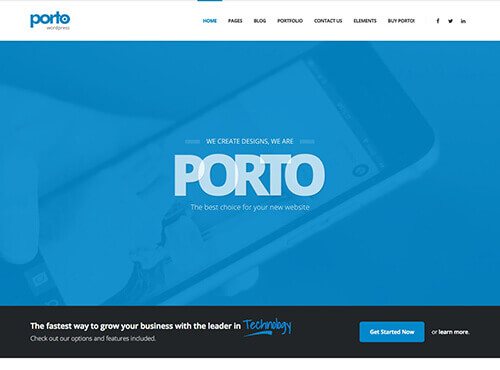 porto
wordpress
HOME PAGES BLOG PORTFOLIO CONTACT US ELEMENTS BUY PORTO!
WE CREATE DESIGNS, WE ARE
PORTO
The best choice for your new website
The fastest way to grow your business with the leader in Technology
Check out our options and features included.
Get Started Now or learn more.